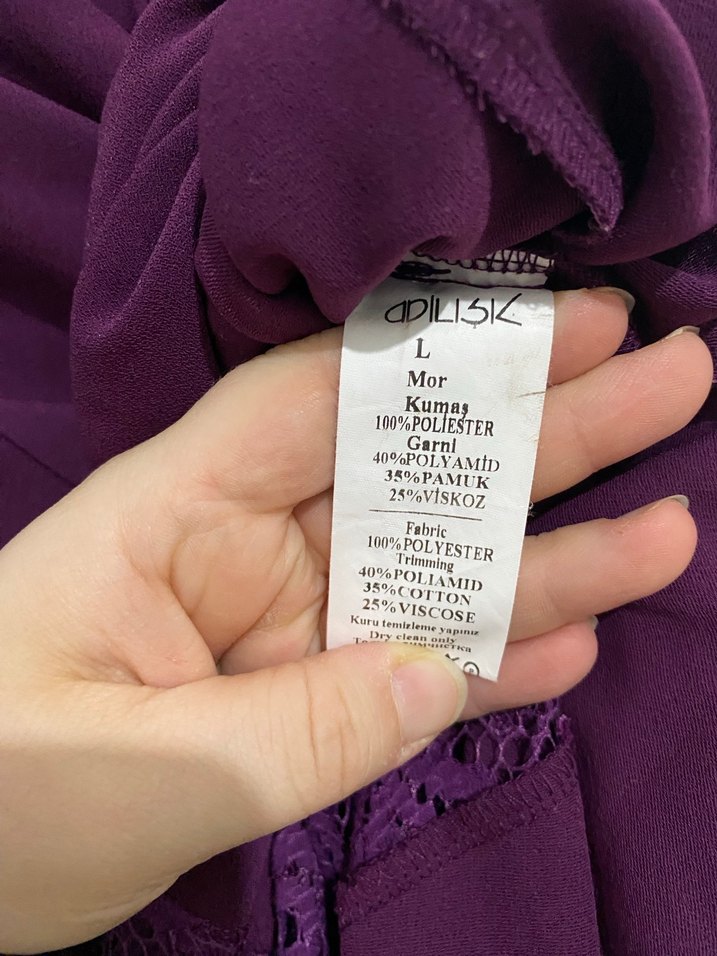 ADILIŞIK
L
Mor
Kumaş
100%POLİESTER
Garni
40%POLYAMİD
35%PAMUK
25%VİSKOZ
Fabric
100%POLYESTER
Trimming
40%POLIAMID
35%COTTON
25%VISCOSE
Kuru temizleme yapınız
Dry clean only